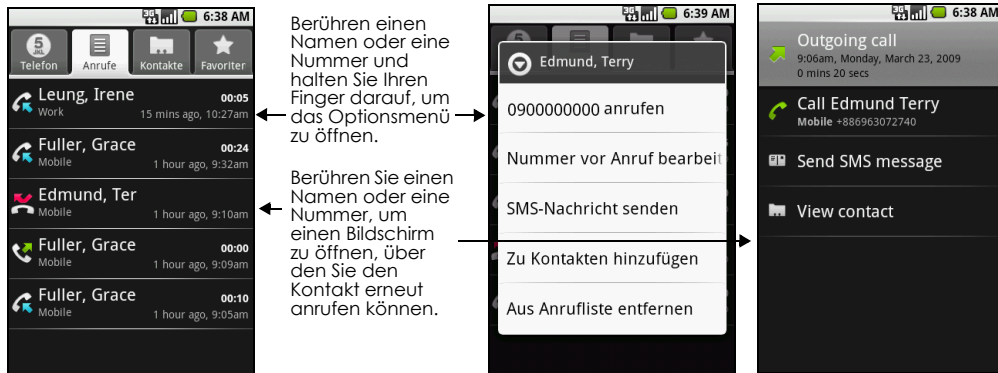 3G 6:38 AM
5 JKL
Telefon Anrufe Kontakte Favoriter
Leung, Irene 00:05
Work 15 mins ago, 10:27am
Fuller, Grace 00:24
Mobile 1 hour ago, 9:32am
Edmund, Ter
Mobile 1 hour ago, 9:10am
Fuller, Grace 00:00
Mobile 1 hour ago, 9:09am
Fuller, Grace 00:10
Mobile 1 hour ago, 9:05am
Berühren einen
Namen oder eine
Nummer und
halten Sie Ihren
Finger darauf, um
das Optionsmenü
zu öffnen.
Berühren Sie einen
Namen oder eine
Nummer, um
einen Bildschirm
zu öffnen, über
den Sie den
Kontakt erneut
anrufen können.
3G 6:39 AM
Edmund, Terry
0900000000 anrufen
Nummer vor Anruf bearbeit
SMS-Nachricht senden
Zu Kontakten hinzufügen
Aus Anrufliste entfernen
3G 6:38 AM
Outgoing call
9:06am, Monday, March 23, 2009
0 mins 20 secs
Call Edmund Terry
Mobile +886963072740
Send SMS message
View contact